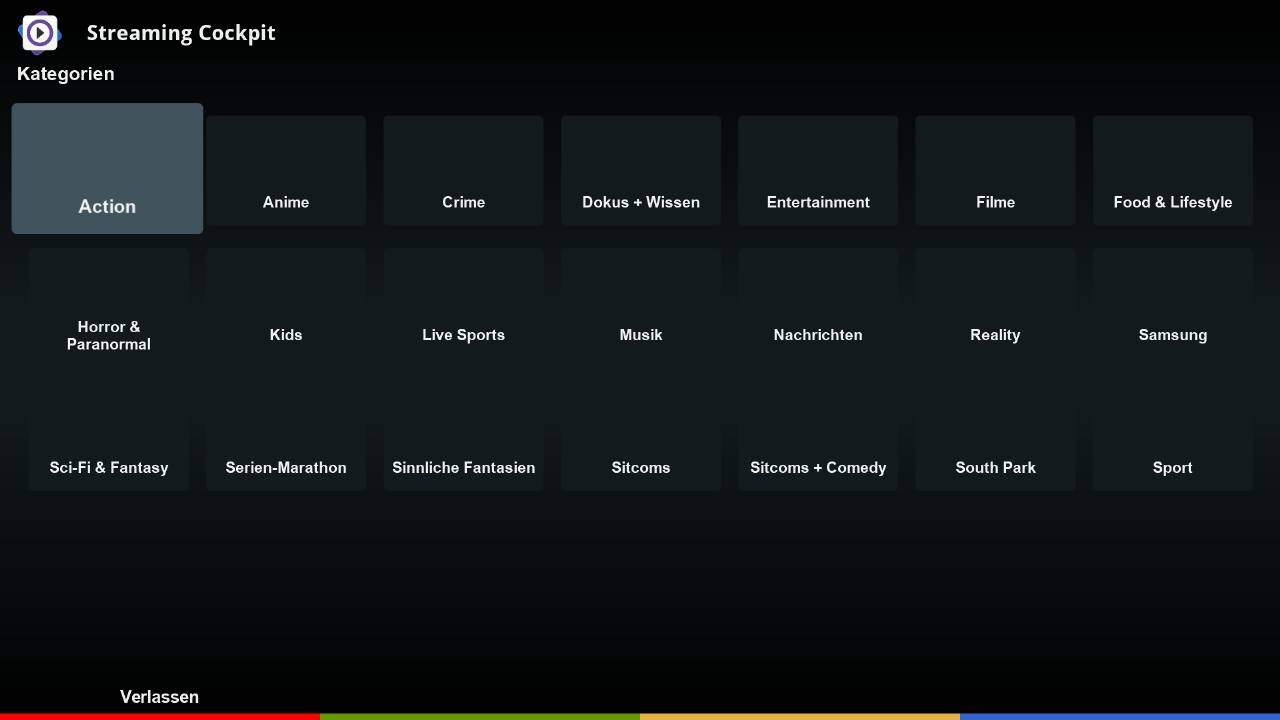 Streaming Cockpit
Kategorien
Action
Anime
Crime
Dokus + Wissen
Entertainment
Filme
Food & Lifestyle
Horror &
Paranormal
Kids
Live Sports
Musik
Nachrichten
Reality
Samsung
Sci-Fi & Fantasy
Serien-Marathon
Sinnliche Fantasien
Sitcoms
Sitcoms + Comedy
South Park
Sport
Verlassen